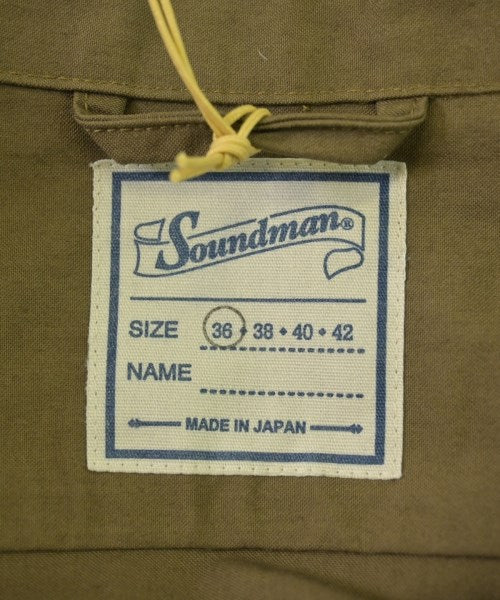 Soundman®
SIZE 36 • 38 • 40 • 42
NAME
MADE IN JAPAN